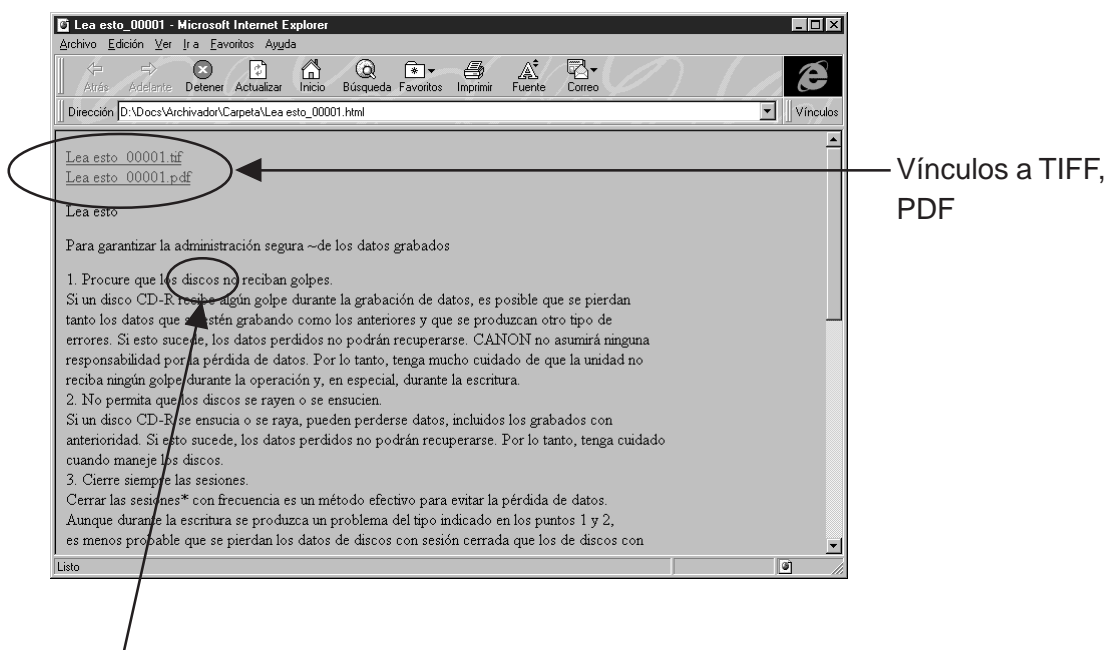 Lea esto_00001 - Microsoft Internet Explorer
Archivo Edición Ver Ir a Favoritos Ayuda
Atrás Adelante Detener Actualizar Inicio Búsqueda Favoritos Imprimir Fuente Correo
Dirección D:\Docs\Archivador\Carpeta\Lea esto_00001.html Vínculos
Lea esto_00001.tif
Lea esto_00001.pdf
Vínculos a TIFF,
PDF
Lea esto
Para garantizar la administración segura ~de los datos grabados
1. Procure que los discos no reciban golpes.
Si un disco CD-R recibe algún golpe durante la grabación de datos, es posible que se pierdan
tanto los datos que se estén grabando como los anteriores y que se produzcan otro tipo de
errores. Si esto sucede, los datos perdidos no podrán recuperarse. CANON no asumirá ninguna
responsabilidad por la pérdida de datos. Por lo tanto, tenga mucho cuidado de que la unidad no
reciba ningún golpe durante la operación y, en especial, durante la escritura.
2. No permita que los discos se rayen o se ensucien.
Si un disco CD-R se ensucia o se raya, pueden perderse datos, incluidos los grabados con
anterioridad. Si esto sucede, los datos perdidos no podrán recuperarse. Por lo tanto, tenga cuidado
cuando maneje los discos.
3. Cierre siempre las sesiones.
Cerrar las sesiones* con frecuencia es un método efectivo para evitar la pérdida de datos.
Aunque durante la escritura se produzca un problema del tipo indicado en los puntos 1 y 2,
es menos probable que se pierdan los datos de discos con sesión cerrada que los de discos con
Listo